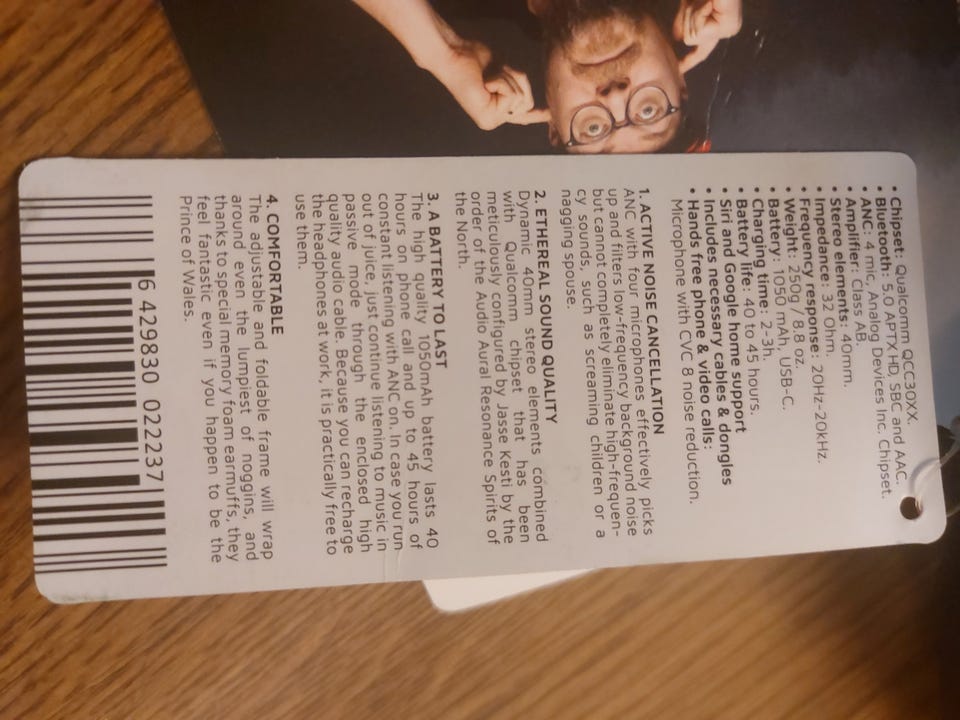 • Chipset: Qualcomm QCC30XX.
• Bluetooth: 5.0 APTX HD, SBC and AAC.
• ANC: 4 mic, Analog Devices Inc. Chipset.
• Amplifier: Class AB.
• Stereo elements: 40mm.
• Impedance: 32 Ohm.
• Frequency response: 20Hz-20kHz.
• Weight: 250g / 8.8 oz.
• Battery: 1050 mAh, USB-C.
• Charging time: 2-3h.
• Battery life: 40 to 45 hours.
• Siri and Google home support
• Includes necessary cables & dongles
• Hands free phone & video calls:
Microphone with CVC 8 noise reduction.
1. ACTIVE NOISE CANCELLATION
ANC with four microphones effectively picks
up and filters low-frequency background noise
but cannot completely eliminate high-frequen-
cy sounds, such as screaming children or a
nagging spouse.
2. ETHEREAL SOUND QUALITY
Dynamic 40mm stereo elements combined
with Qualcomm chipset that has been
meticulously configured by Jasse Kesti by the
order of the Audio Aural Resonance Spirits of
the North.
3. A BATTERY TO LAST
The high quality 1050mAh battery lasts 40
hours on phone call and up to 45 hours of
constant listening with ANC on. In case you run
out of juice, just continue listening to music in
passive mode through the enclosed high
quality audio cable. Because you can recharge
the headphones at work, it is practically free to
use them.
4. COMFORTABLE
The adjustable and foldable frame will wrap
around even the lumpiest of noggins, and
thanks to special memory foam earmuffs, they
feel fantastic even if you happen to be the
Prince of Wales.
6 429830 022237